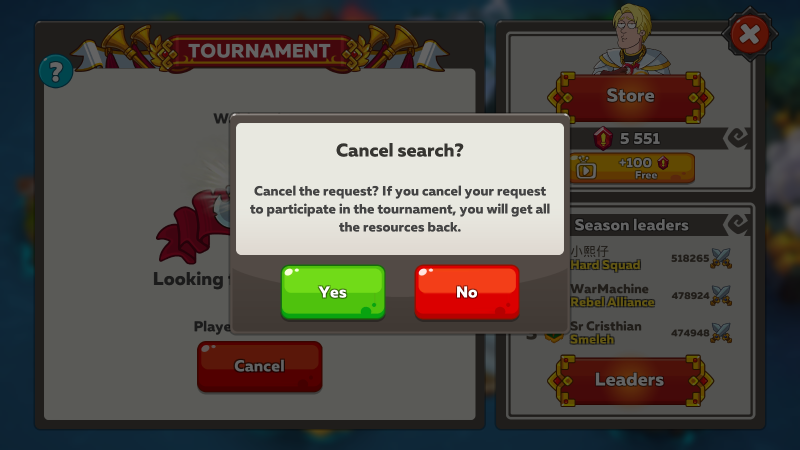 TOURNAMENT
?
Store
5 551
+100
Free
Cancel search?
Cancel the request? If you cancel your request
to participate in the tournament, you will get all
the resources back.
Yes
No
Looking
Cancel
Season leaders
小熙仔
Hard Squad
518265
WarMachine
Rebel Alliance
478924
Sr Cristhian
Smeleh
474948
Leaders